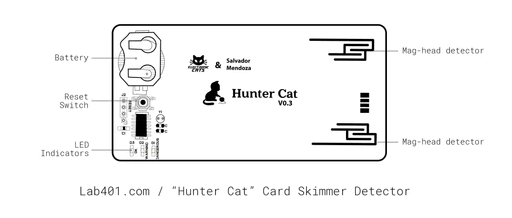 Battery
Reset
Switch
LED
Indicators
CATS
&
Salvador
Mendoza
Hunter Cat
V0.3
Mag-head detector
Mag-head detector
Lab401.com / “Hunter Cat” Card Skimmer Detector